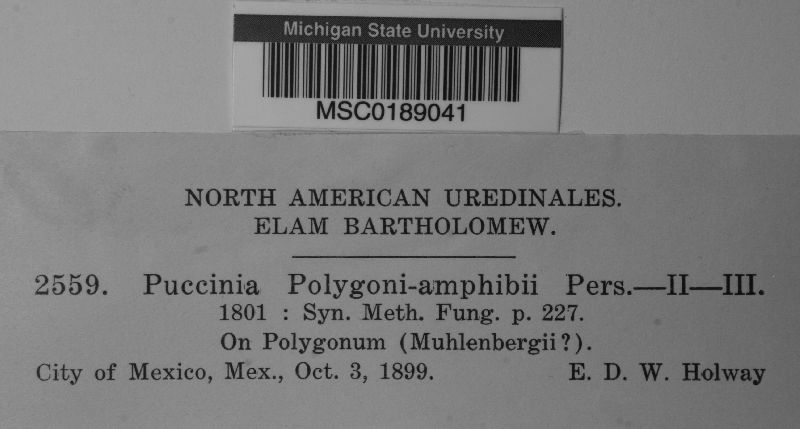 Michigan State University
MSC0189041
NORTH AMERICAN UREDINALES.
ELAM BARTHOLOMEW.
2559. Puccinia Polygoni-amphibii Pers.—II—III.
1801 : Syn. Meth. Fung. p. 227.
On Polygonum (Muhlenbergii?).
City of Mexico, Mex., Oct. 3, 1899. E. D. W. Holway